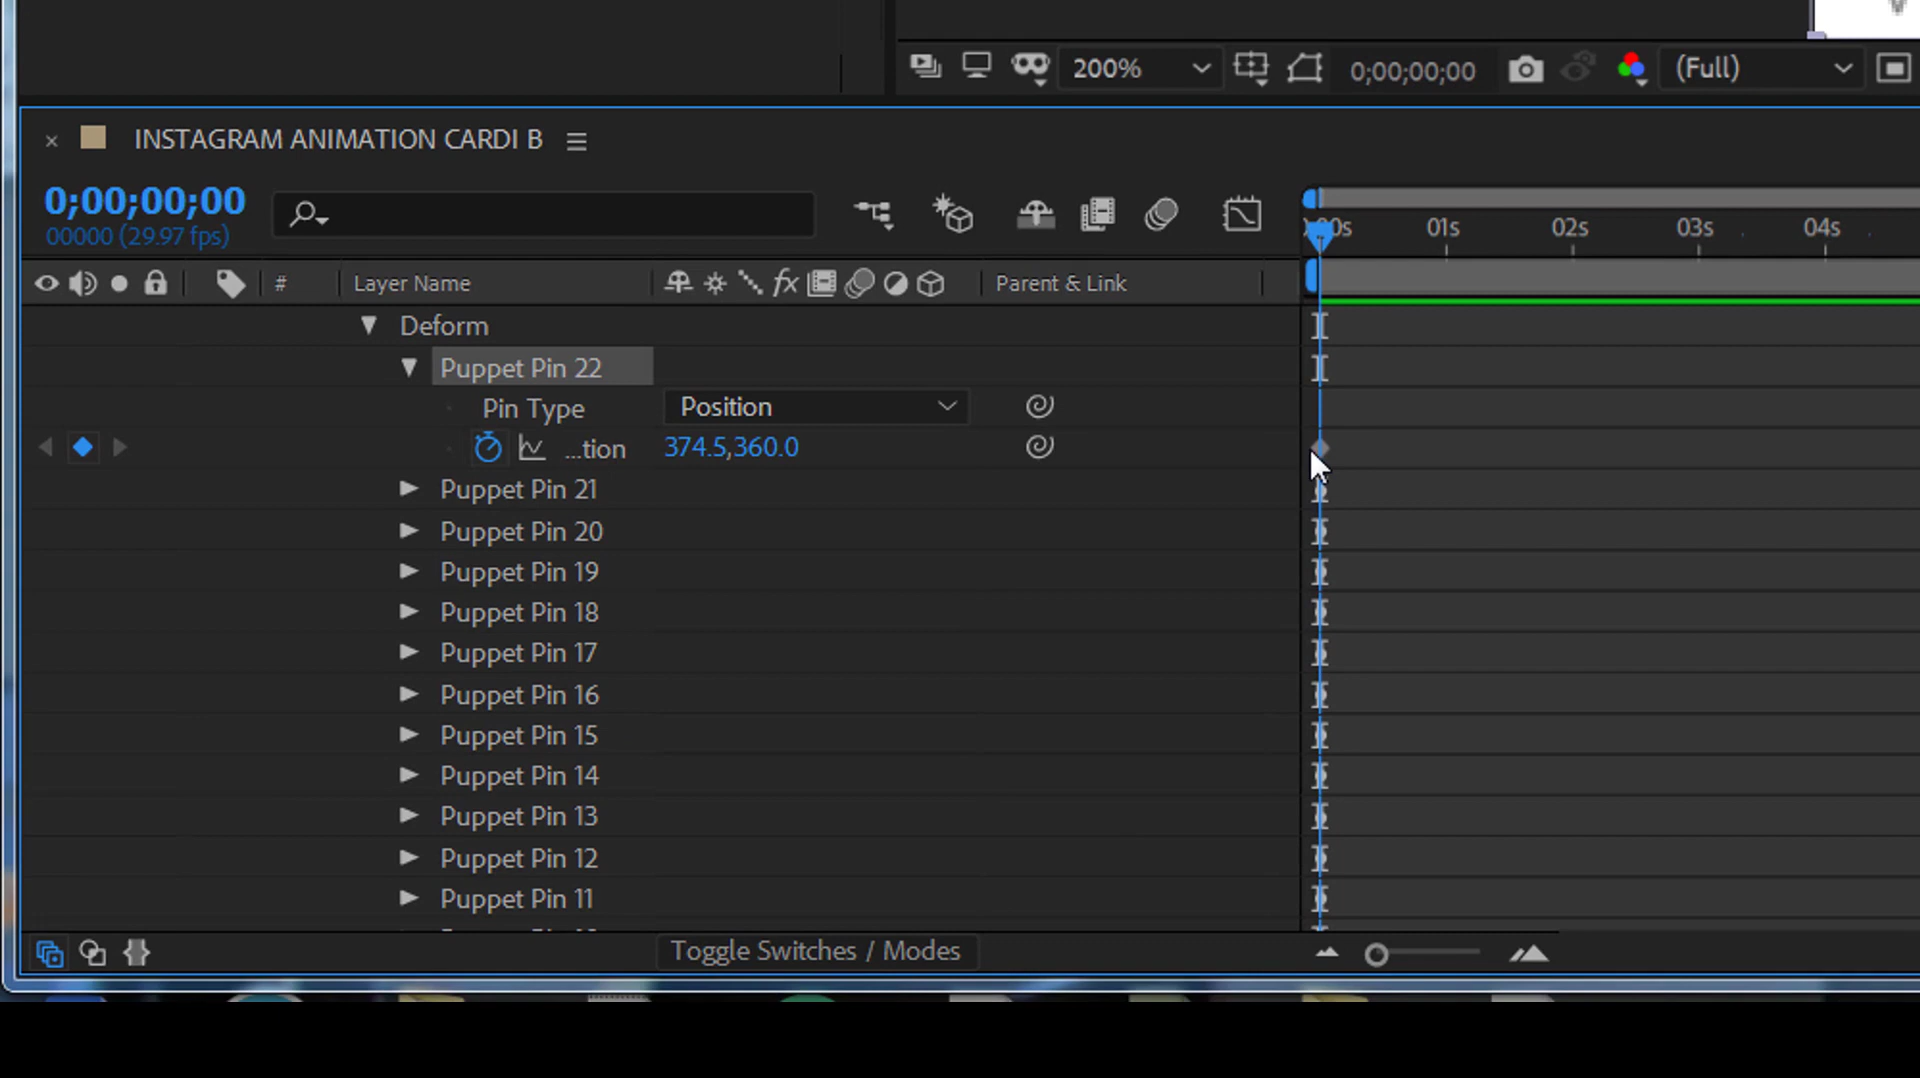 200%
0;00;00;00
(Full)
INSTAGRAM ANIMATION CARDI B
0;00;00;00
00000 (29.97 fps)
00s 01s 02s 03s 04s
# Layer Name fx Parent & Link
Deform
Puppet Pin 22
Pin Type Position
...tion 374.5,360.0
Puppet Pin 21
Puppet Pin 20
Puppet Pin 19
Puppet Pin 18
Puppet Pin 17
Puppet Pin 16
Puppet Pin 15
Puppet Pin 14
Puppet Pin 13
Puppet Pin 12
Puppet Pin 11
Toggle Switches / Modes